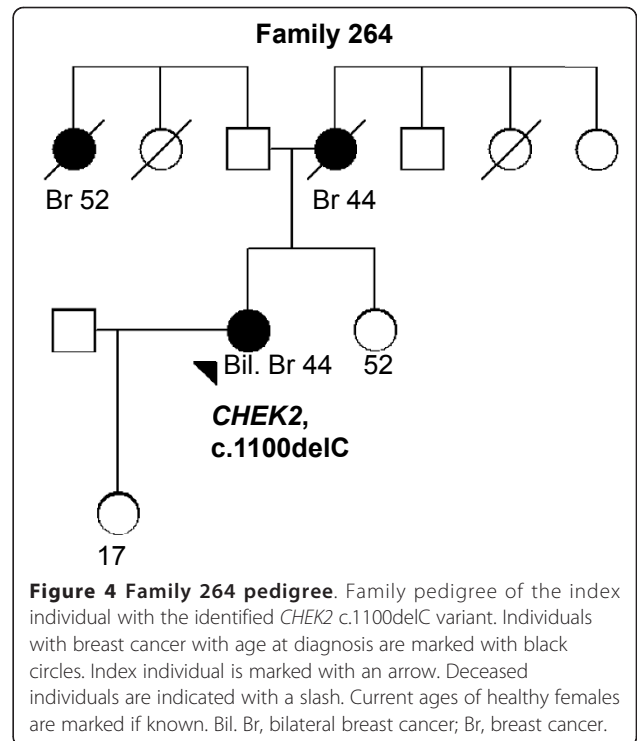 Family 264
Br 52
Br 44
Bil. Br 44
52
CHEK2,
c.1100delC
17
Figure 4 Family 264 pedigree. Family pedigree of the index
individual with the identified CHEK2 c.1100delC variant. Individuals
with breast cancer with age at diagnosis are marked with black
circles. Index individual is marked with an arrow. Deceased
individuals are indicated with a slash. Current ages of healthy females
are marked if known. Bil. Br, bilateral breast cancer; Br, breast cancer.